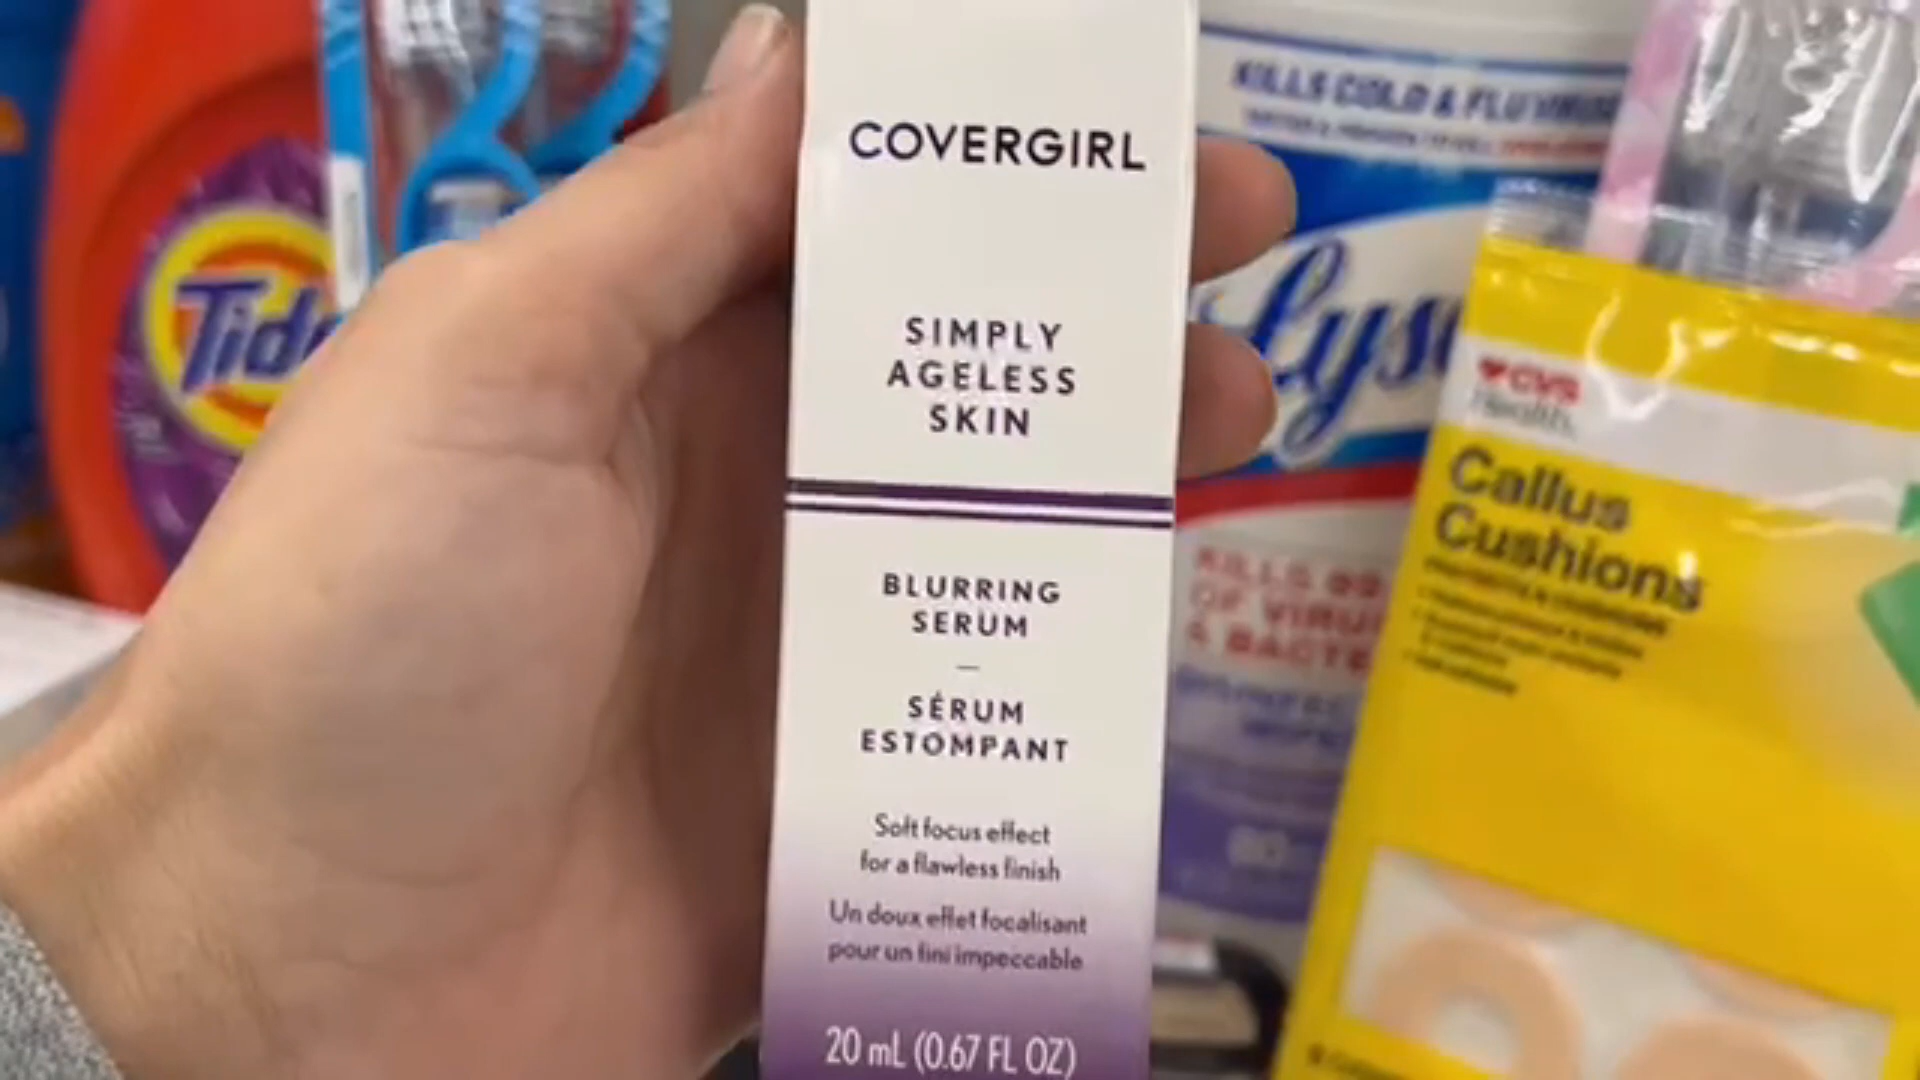 COVERGIRL
SIMPLY
AGELESS
SKIN
BLURRING
SERUM
—
SÉRUM
ESTOMPANT
Soft focus effect
for a flawless finish
Un doux effet focalisant
pour un fini impeccable
20 mL (0.67 FL OZ)
Tide
KILLS COLD & FLU VIRUS
Lysol
KILLS 99
OF VIRU
& BACTE
80
CVS
Health
Callus
Cushions